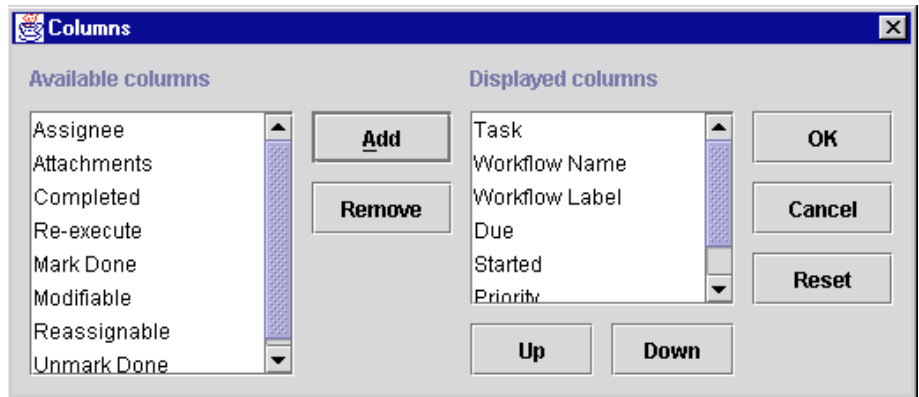 Columns
Available columns
Assignee
Attachments
Completed
Re-execute
Mark Done
Modifiable
Reassignable
Unmark Done
Add
Remove
Displayed columns
Task
Workflow Name
Workflow Label
Due
Started
Priority
Up
Down
OK
Cancel
Reset